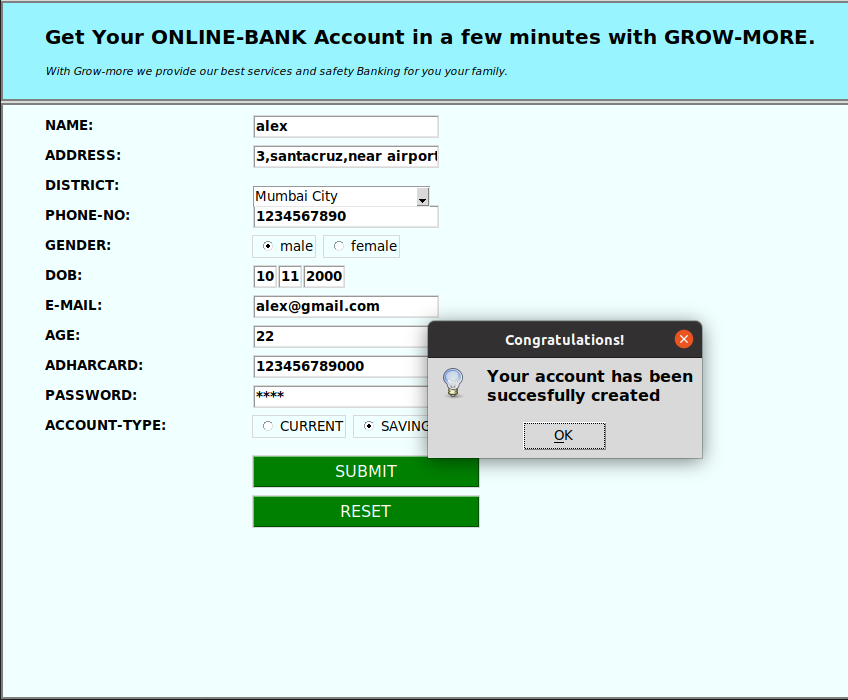 Get Your ONLINE-BANK Account in a few minutes with GROW-MORE.
With Grow-more we provide our best services and safety Banking for you your family.
NAME: alex
ADDRESS: 3,santacruz,near airport
DISTRICT: Mumbai City
PHONE-NO: 1234567890
GENDER: male female
DOB: 10 11 2000
E-MAIL: alex@gmail.com
AGE: 22
ADHARCARD: 123456789000
PASSWORD: ****
ACCOUNT-TYPE: CURRENT SAVING
SUBMIT
RESET
Congratulations!
Your account has been
succesfully created
OK